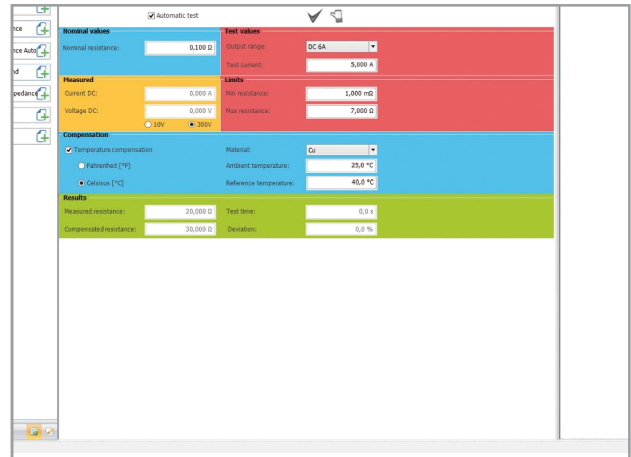 Automatic test
nce
nce Auto
nd
pedance
Nominal values
Nominal resistance: 0,100 Ω
Test values
Output range: DC 6A
Test current: 5,000 A
Measured
Current DC: 0,000 A
Voltage DC: 0,000 V
10V 300V
Limits
Min resistance: 1,000 mΩ
Max resistance: 7,000 Ω
Compensation
Temperature compensation
Fahrenheit [°F]
Celsius [°C]
Material: Cu
Ambient temperature: 25,0 °C
Reference temperature: 40,0 °C
Results
Measured resistance: 20,000 Ω
Compensated resistance: 30,000 Ω
Test time: 0,0 s
Deviation: 0,0 %